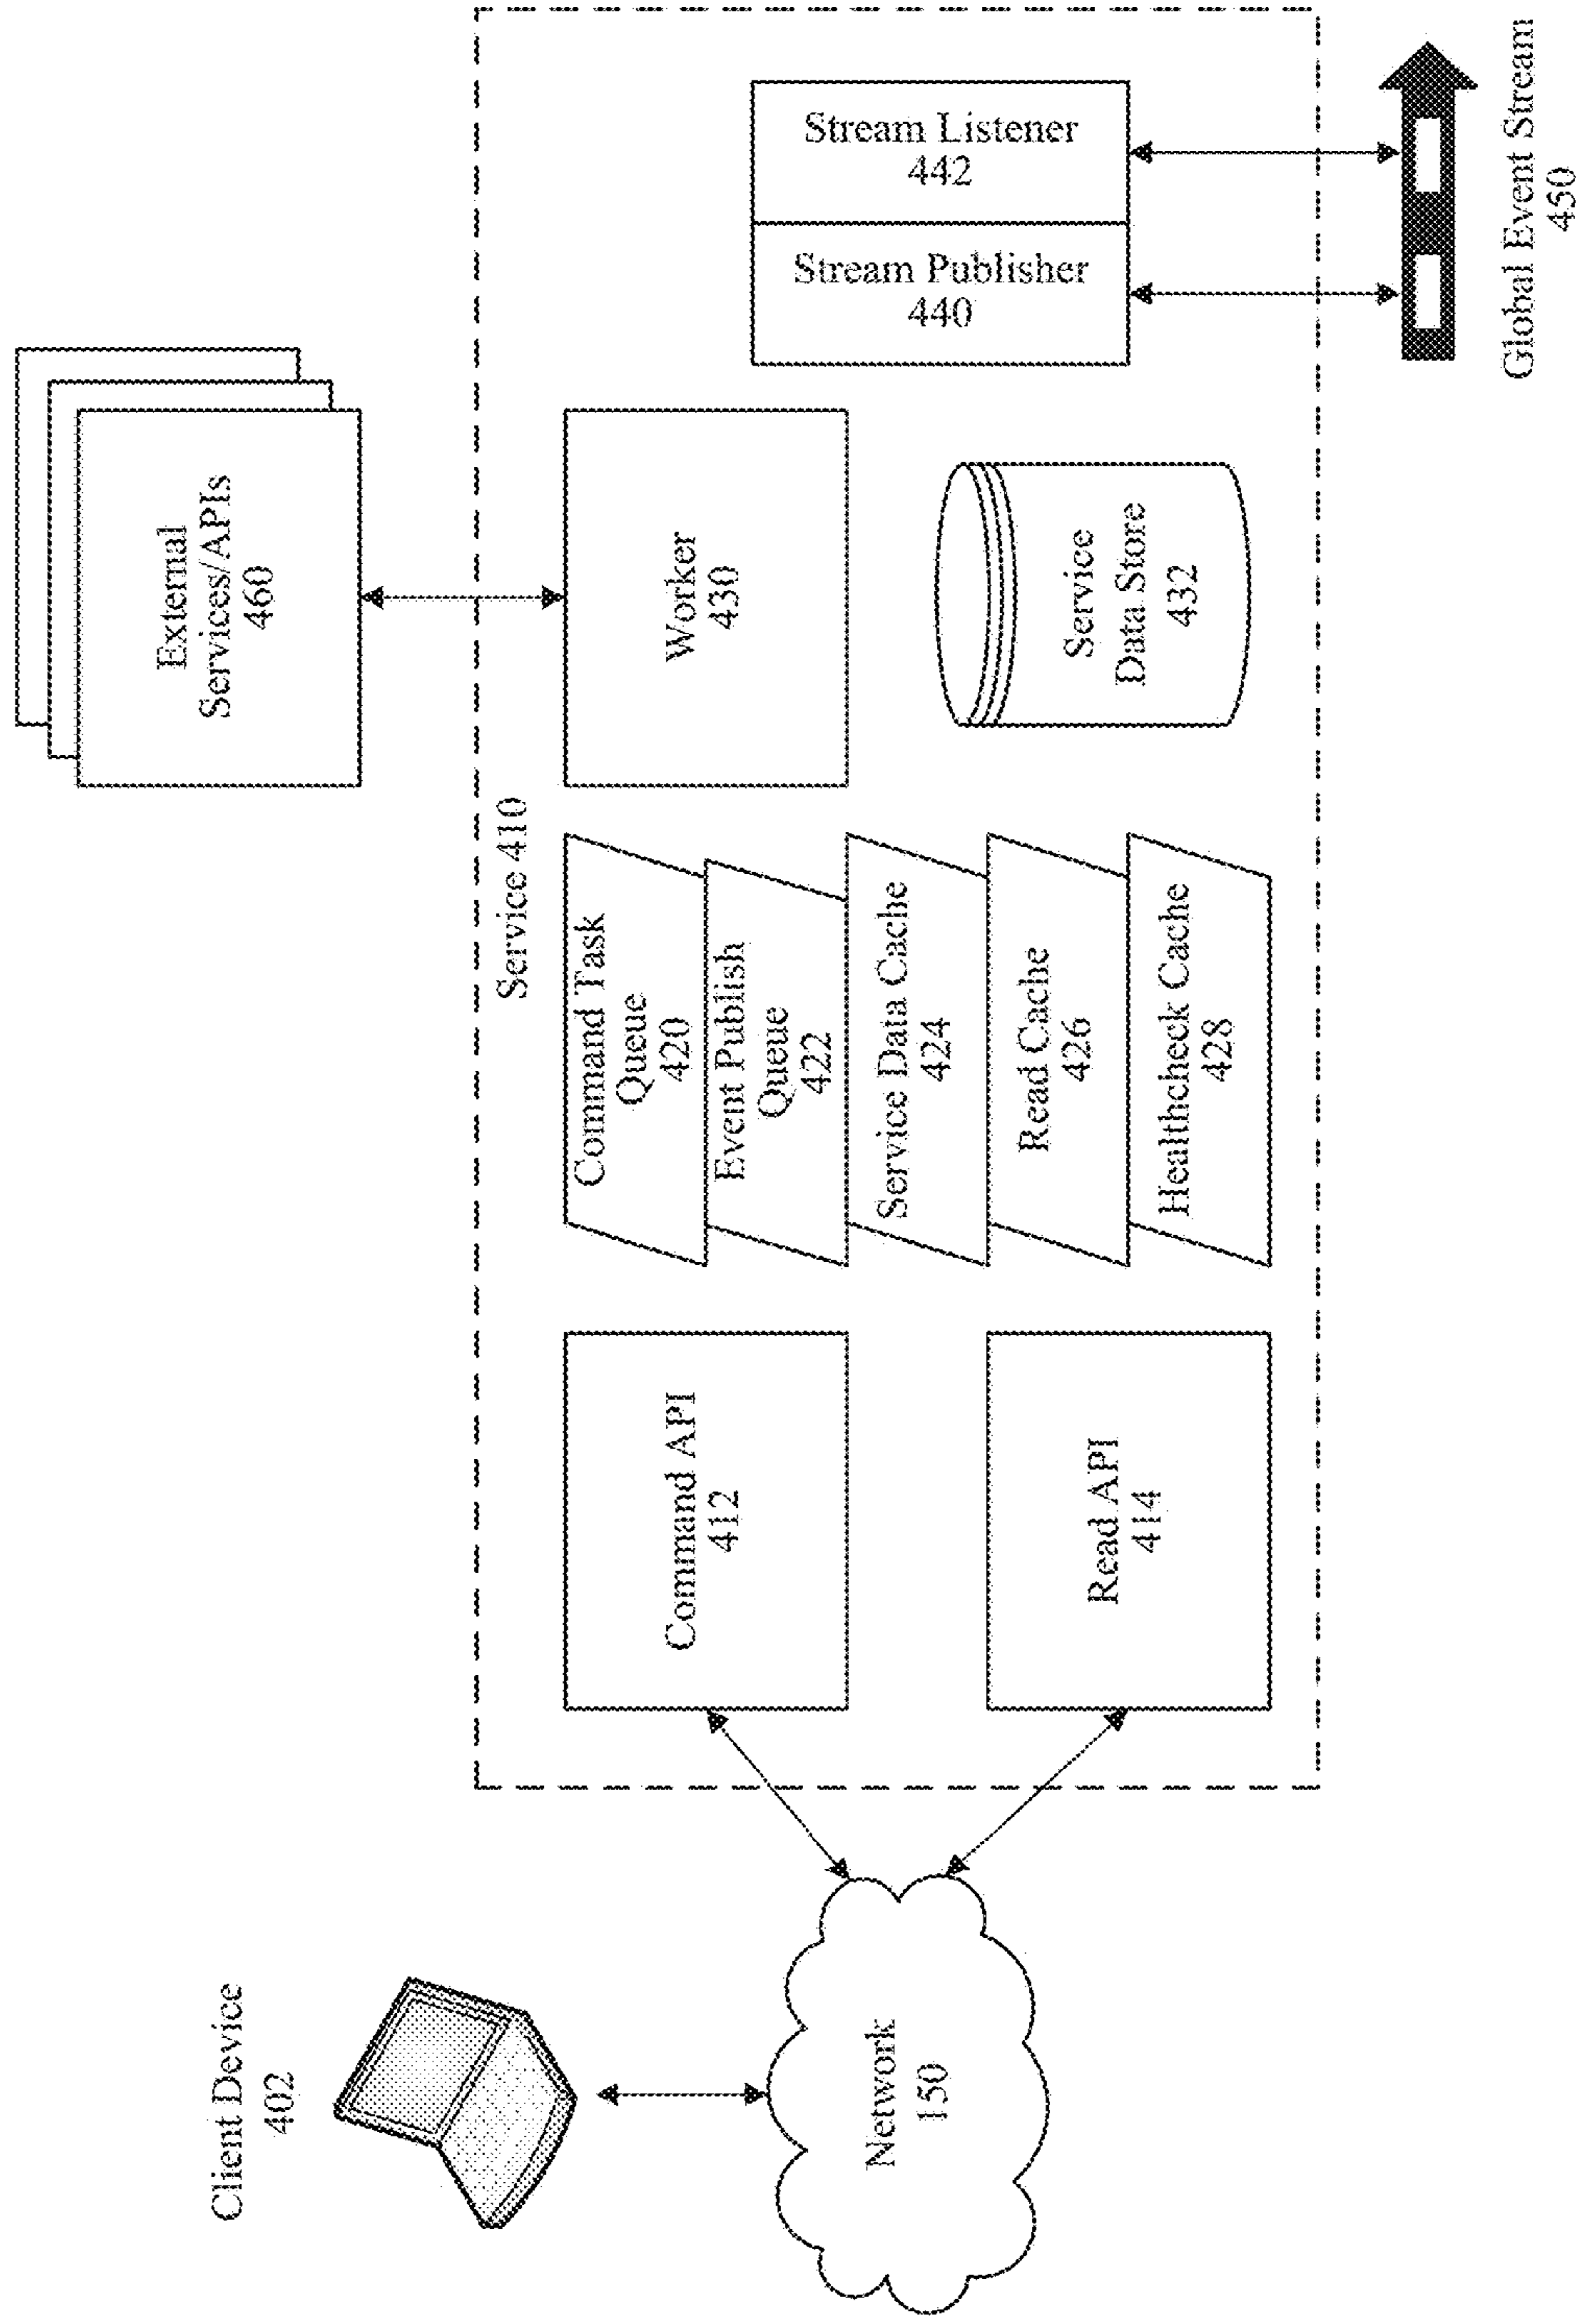 Client Device
402
Network
150
Service 410
Command API
412
Read API
414
Command Task
Queue
420
Event Publish
Queue
422
Service Data Cache
424
Read Cache
426
Healthcheck Cache
428
External
Services/APIs
460
Worker
430
Service
Data Store
432
Stream Publisher
440
Stream Listener
442
Global Event Stream
450